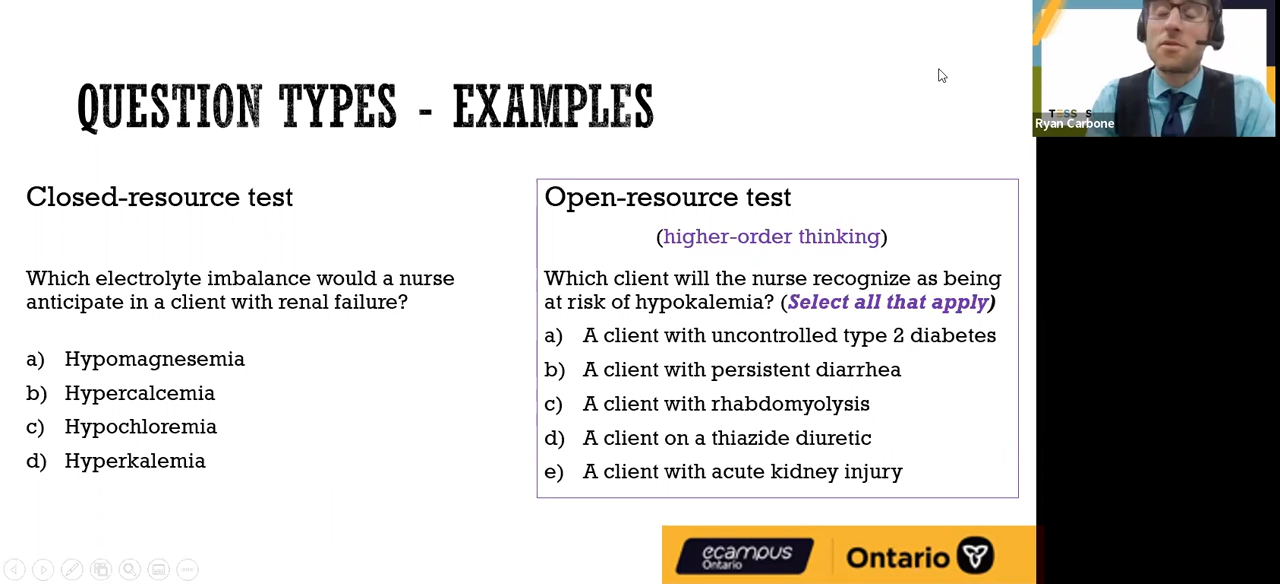 QUESTION TYPES - EXAMPLES
Closed-resource test
Which electrolyte imbalance would a nurse
anticipate in a client with renal failure?
a) Hypomagnesemia
b) Hypercalcemia
c) Hypochloremia
d) Hyperkalemia
Open-resource test
(higher-order thinking)
Which client will the nurse recognize as being
at risk of hypokalemia? (Select all that apply)
a) A client with uncontrolled type 2 diabetes
b) A client with persistent diarrhea
c) A client with rhabdomyolysis
d) A client on a thiazide diuretic
e) A client with acute kidney injury
Ryan Carbone
ecampus
Ontario
Ontario